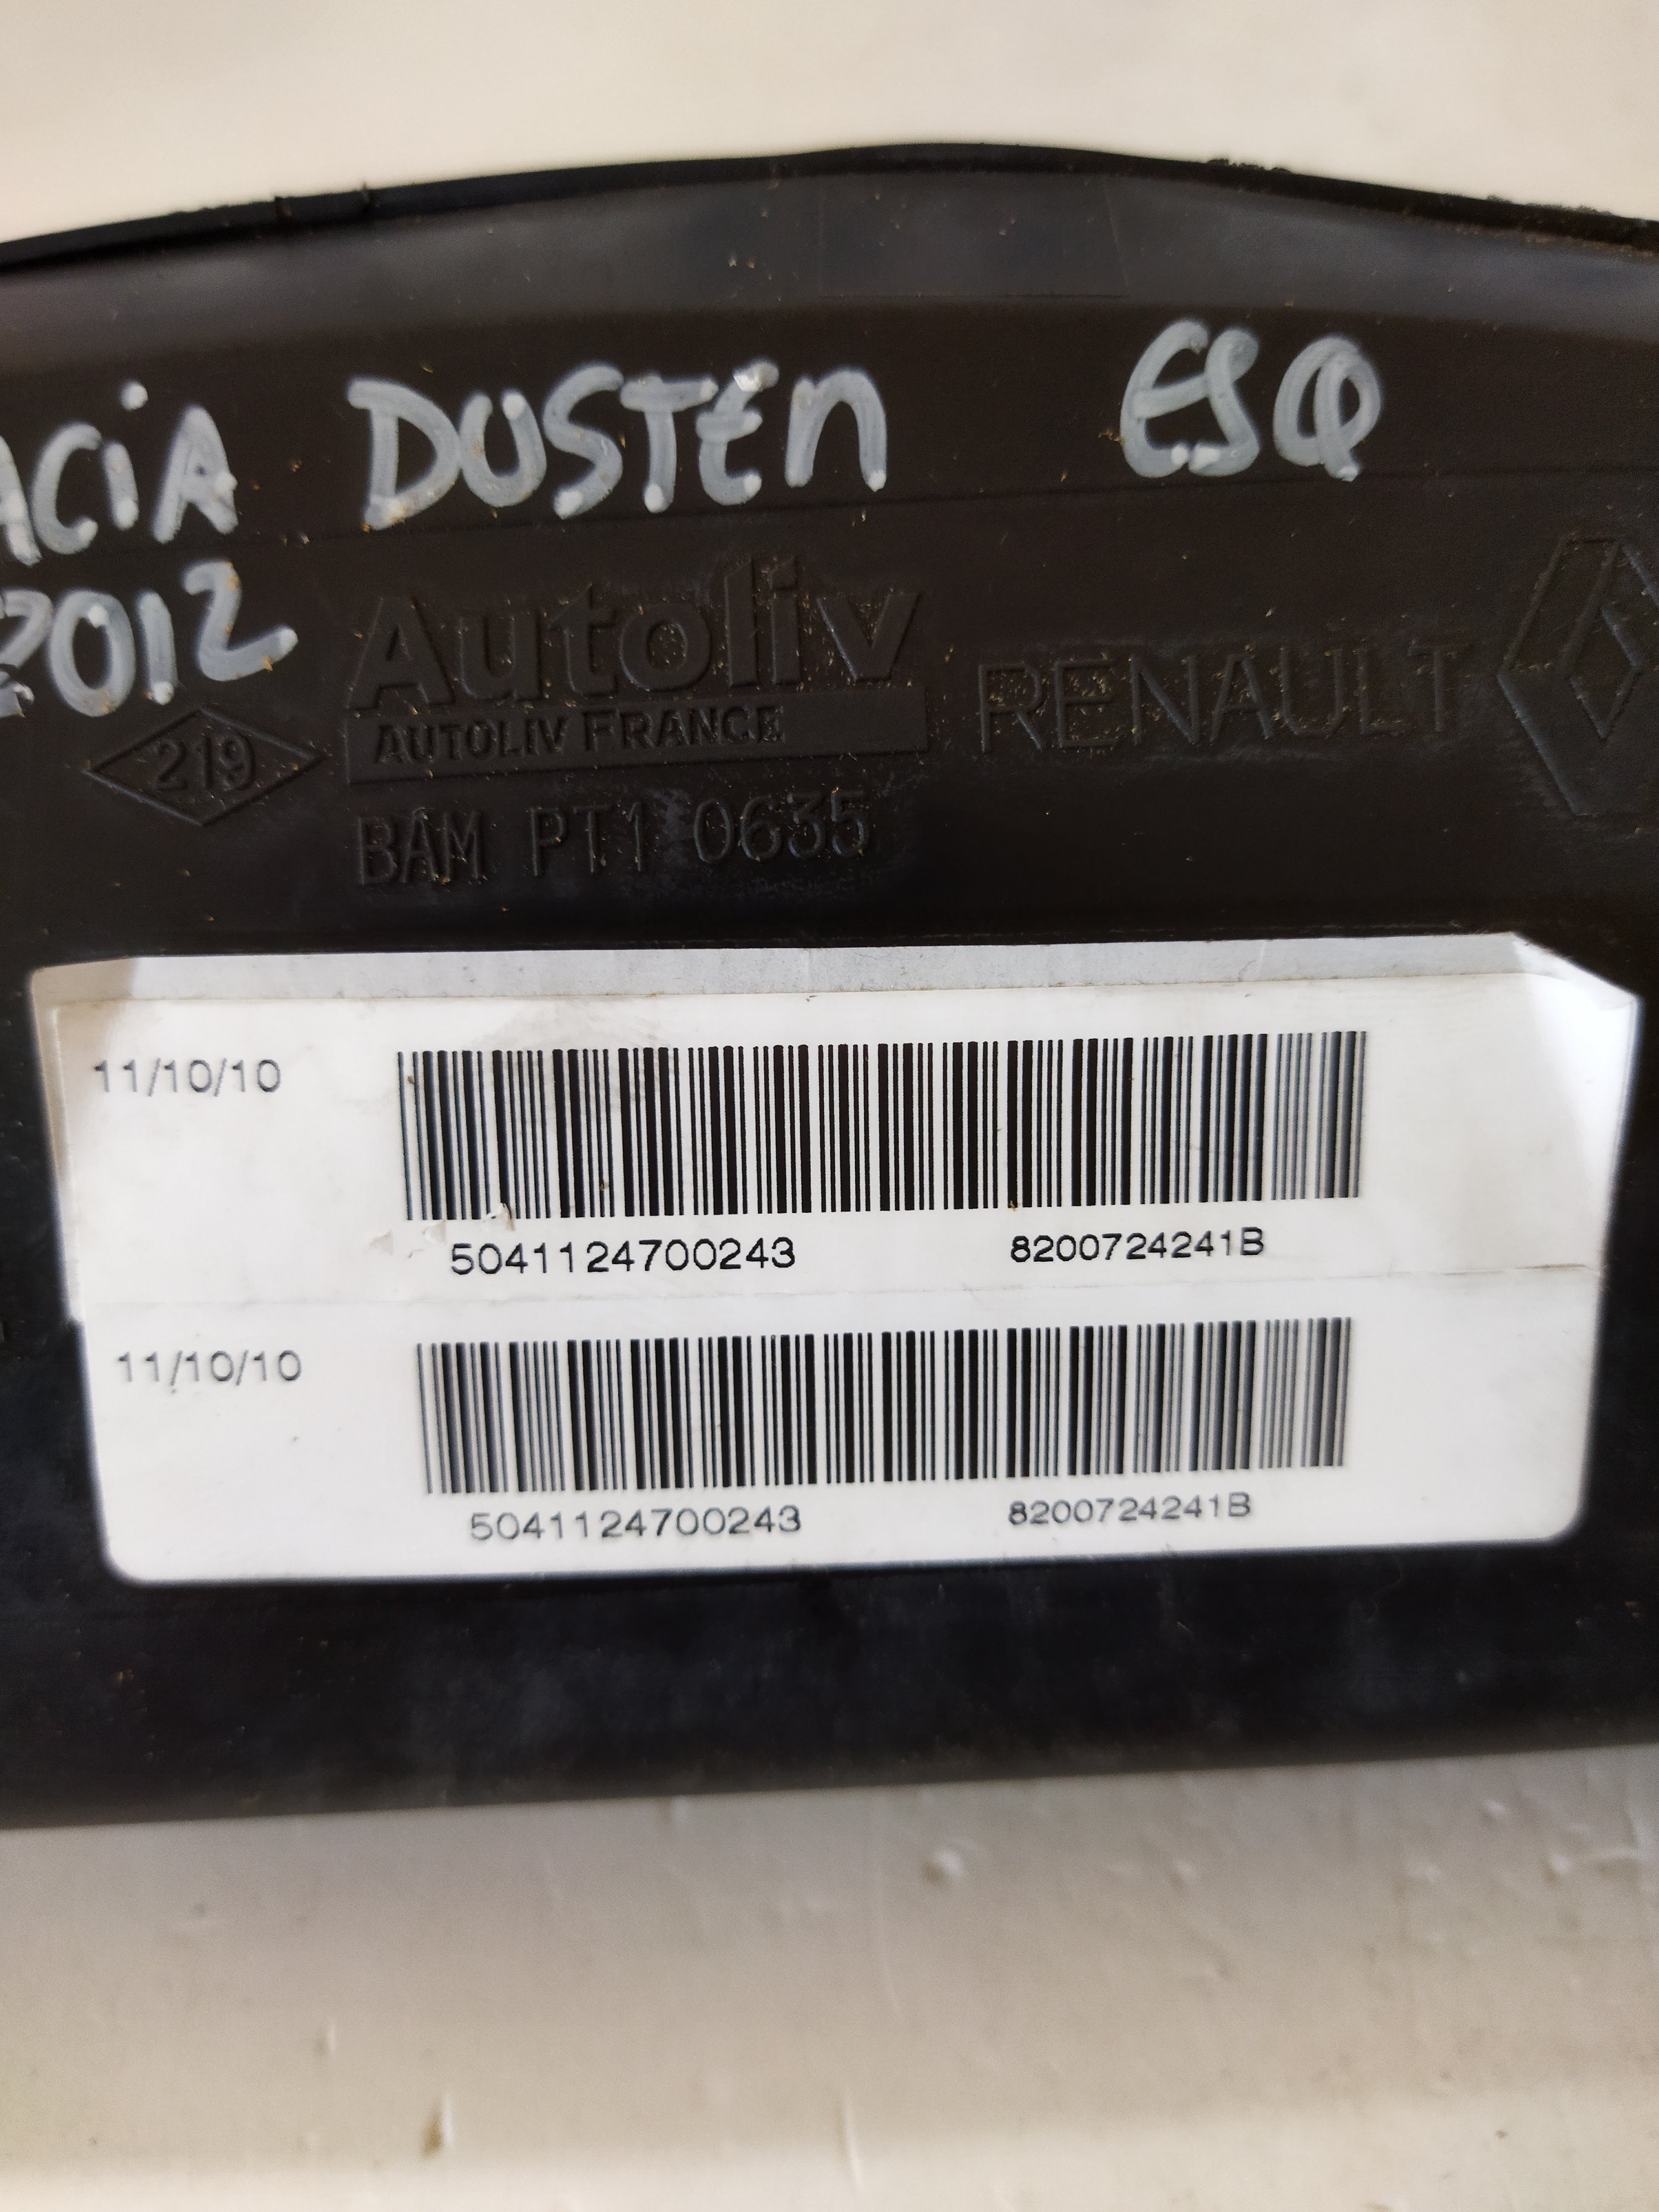 ACiA DUSTEn ESQ
2012
Autoliv
AUTOLIV FRANCE
RENAULT
219
BAM PT1 0635
11/10/10
5041124700243 8200724241B
11/10/10
5041124700243 8200724241B